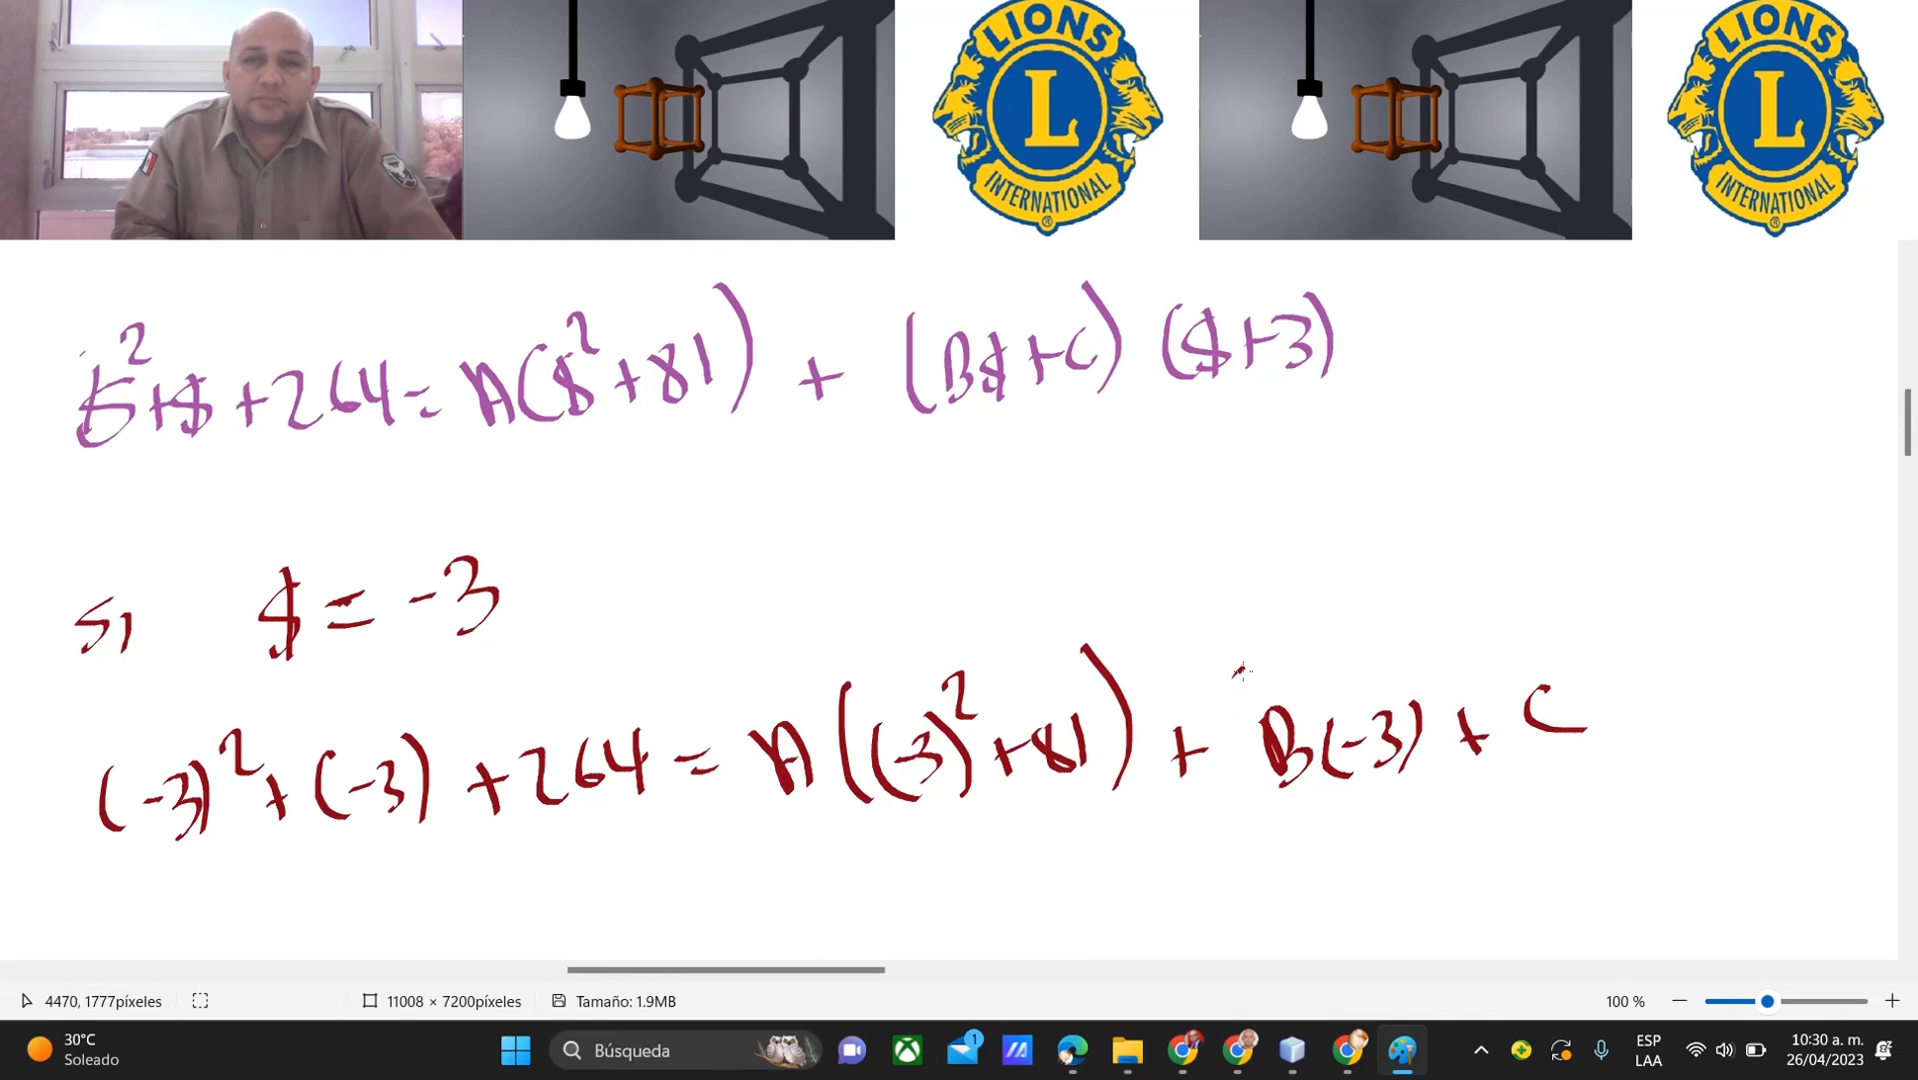 LIONS
L
INTERNATIONAL
®
LIONS
L
INTERNATIONAL
®
s²+s+264=A(s²+81)+(Bs+C)(s+3)
si s=-3
(-3)²+(-3)+264=A((-3)²+81)+B(-3)+C
4470, 1777píxeles
11008 × 7200píxeles
Tamaño: 1.9MB
100 %
30°C
Soleado
Búsqueda
1
ESP
LAA
10:30 a. m.
26/04/2023